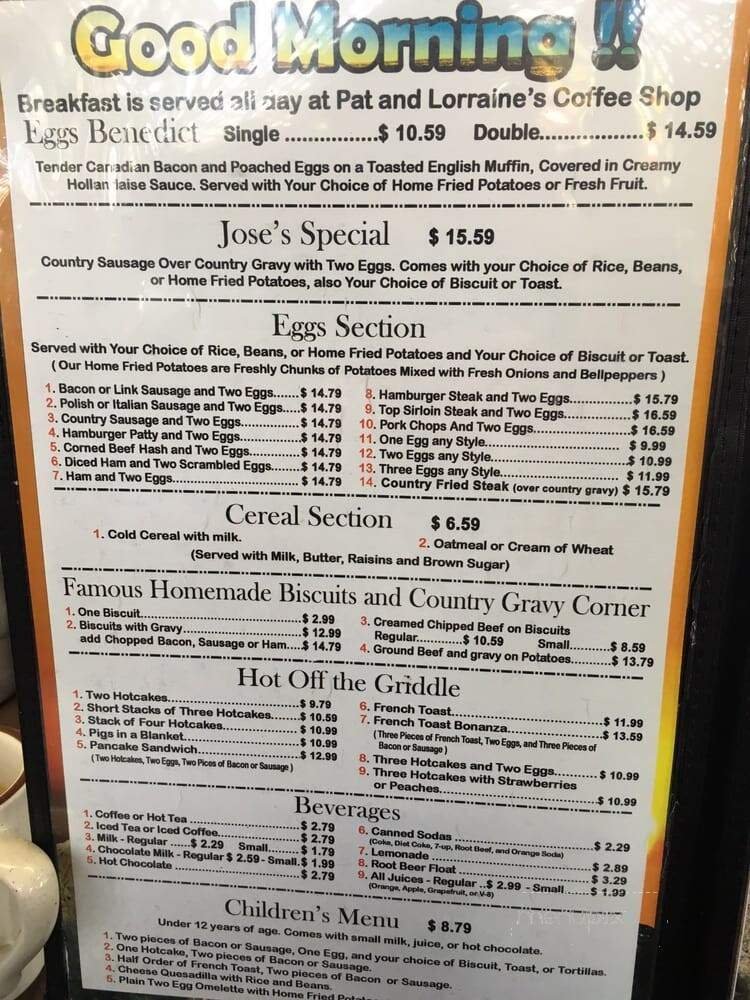 Good Morning !!
Breakfast is served all day at Pat and Lorraine's Coffee Shop
Eggs Benedict Single ................$ 10.59 Double..................$ 14.59
Tender Canadian Bacon and Poached Eggs on a Toasted English Muffin, Covered in Creamy
Hollandaise Sauce. Served with Your Choice of Home Fried Potatoes or Fresh Fruit.
Jose's Special $ 15.59
Country Sausage Over Country Gravy with Two Eggs. Comes with your Choice of Rice, Beans,
or Home Fried Potatoes, also Your Choice of Biscuit or Toast.
Eggs Section
Served with Your Choice of Rice, Beans, or Home Fried Potatoes and Your Choice of Biscuit or Toast.
( Our Home Fried Potatoes are Freshly Chunks of Potatoes Mixed with Fresh Onions and Bellpeppers )
1. Bacon or Link Sausage and Two Eggs.......$ 14.79
2. Polish or Italian Sausage and Two Eggs.....$ 14.79
3. Country Sausage and Two Eggs.............$ 14.79
4. Hamburger Patty and Two Eggs.............$ 14.79
5. Corned Beef Hash and Two Eggs...........$ 14.79
6. Diced Ham and Two Scrambled Eggs.......$ 14.79
7. Ham and Two Eggs............................$ 14.79
8. Hamburger Steak and Two Eggs.............$ 15.79
9. Top Sirloin Steak and Two Eggs..............$ 16.59
10. Pork Chops And Two Eggs...................$ 16.59
11. One Egg any Style............................$ 9.99
12. Two Eggs any Style...........................$ 10.99
13. Three Eggs any Style.........................$ 11.99
14. Country Fried Steak (over country gravy) $ 15.79
Cereal Section $ 6.59
1. Cold Cereal with milk.
2. Oatmeal or Cream of Wheat
(Served with Milk, Butter, Raisins and Brown Sugar)
Famous Homemade Biscuits and Country Gravy Corner
1. One Biscuit....................................$ 2.99
2. Biscuits with Gravy...........................$ 12.99
add Chopped Bacon, Sausage or Ham....$ 14.79
3. Creamed Chipped Beef on Biscuits
Regular...........$ 10.59 Small...........$ 8.59
4. Ground Beef and gravy on Potatoes.........$ 13.79
Hot Off the Griddle
1. Two Hotcakes.................................$ 9.79
2. Short Stacks of Three Hotcakes.......$ 10.59
3. Stack of Four Hotcakes..................$ 10.99
4. Pigs in a Blanket...........................$ 10.99
5. Pancake Sandwich.........................$ 12.99
(Two Hotcakes, Two Eggs, Two Pices of Bacon or Sausage)
6. French Toast..................................$ 11.99
7. French Toast Bonanza......................$ 13.59
(Three Pieces of French Toast, Two Eggs, and Three Pieces of
Bacon or Sausage )
8. Three Hotcakes and Two Eggs..........$ 10.99
9. Three Hotcakes with Strawberries
or Peaches......................................$ 10.99
Beverages
1. Coffee or Hot Tea ..........................$ 2.79
2. Iced Tea or Iced Coffee....................$ 2.79
3. Milk - Regular ......$ 2.29 Small.......$ 1.79
4. Chocolate Milk - Regular $ 2.59 - Small.$ 1.99
5. Hot Chocolate ..............................$ 2.79
6. Canned Sodas ..............................$ 2.29
(Coke, Diet Coke, 7-up, Root Beef, and Orange Soda)
7. Lemonade ...................................$ 2.89
8. Root Beer Float .............................$ 3.29
9. All Juices - Regular ..$ 2.99 - Small......$ 1.99
(Orange, Apple, Grapefruit, or V-8)
Children's Menu $ 8.79
Under 12 years of age. Comes with small milk, juice, or hot chocolate.
1. Two pieces of Bacon or Sausage, One Egg, and your choice of Biscuit, Toast, or Tortillas.
2. One Hotcake, Two pieces of Bacon or Sausage.
3. Half Order of French Toast, Two pieces of Bacon or Sausage.
4. Cheese Quesadilla with Rice and Beans.
5. Plain Two Egg Omelette with Home Fried